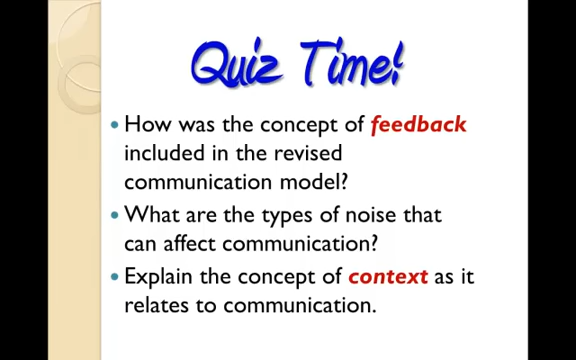 Quiz Time!
• How was the concept of feedback
included in the revised
communication model?
• What are the types of noise that
can affect communication?
• Explain the concept of context as it
relates to communication.